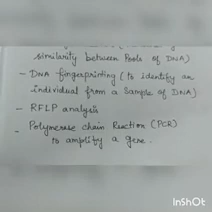 similarity between Pools of DNA)
- DNA fingerprinting (to identify an
individual from a Sample of DNA)
- RFLP analysis
- Polymerase chain Reaction (PCR)
to amplify a gene.
InShOt